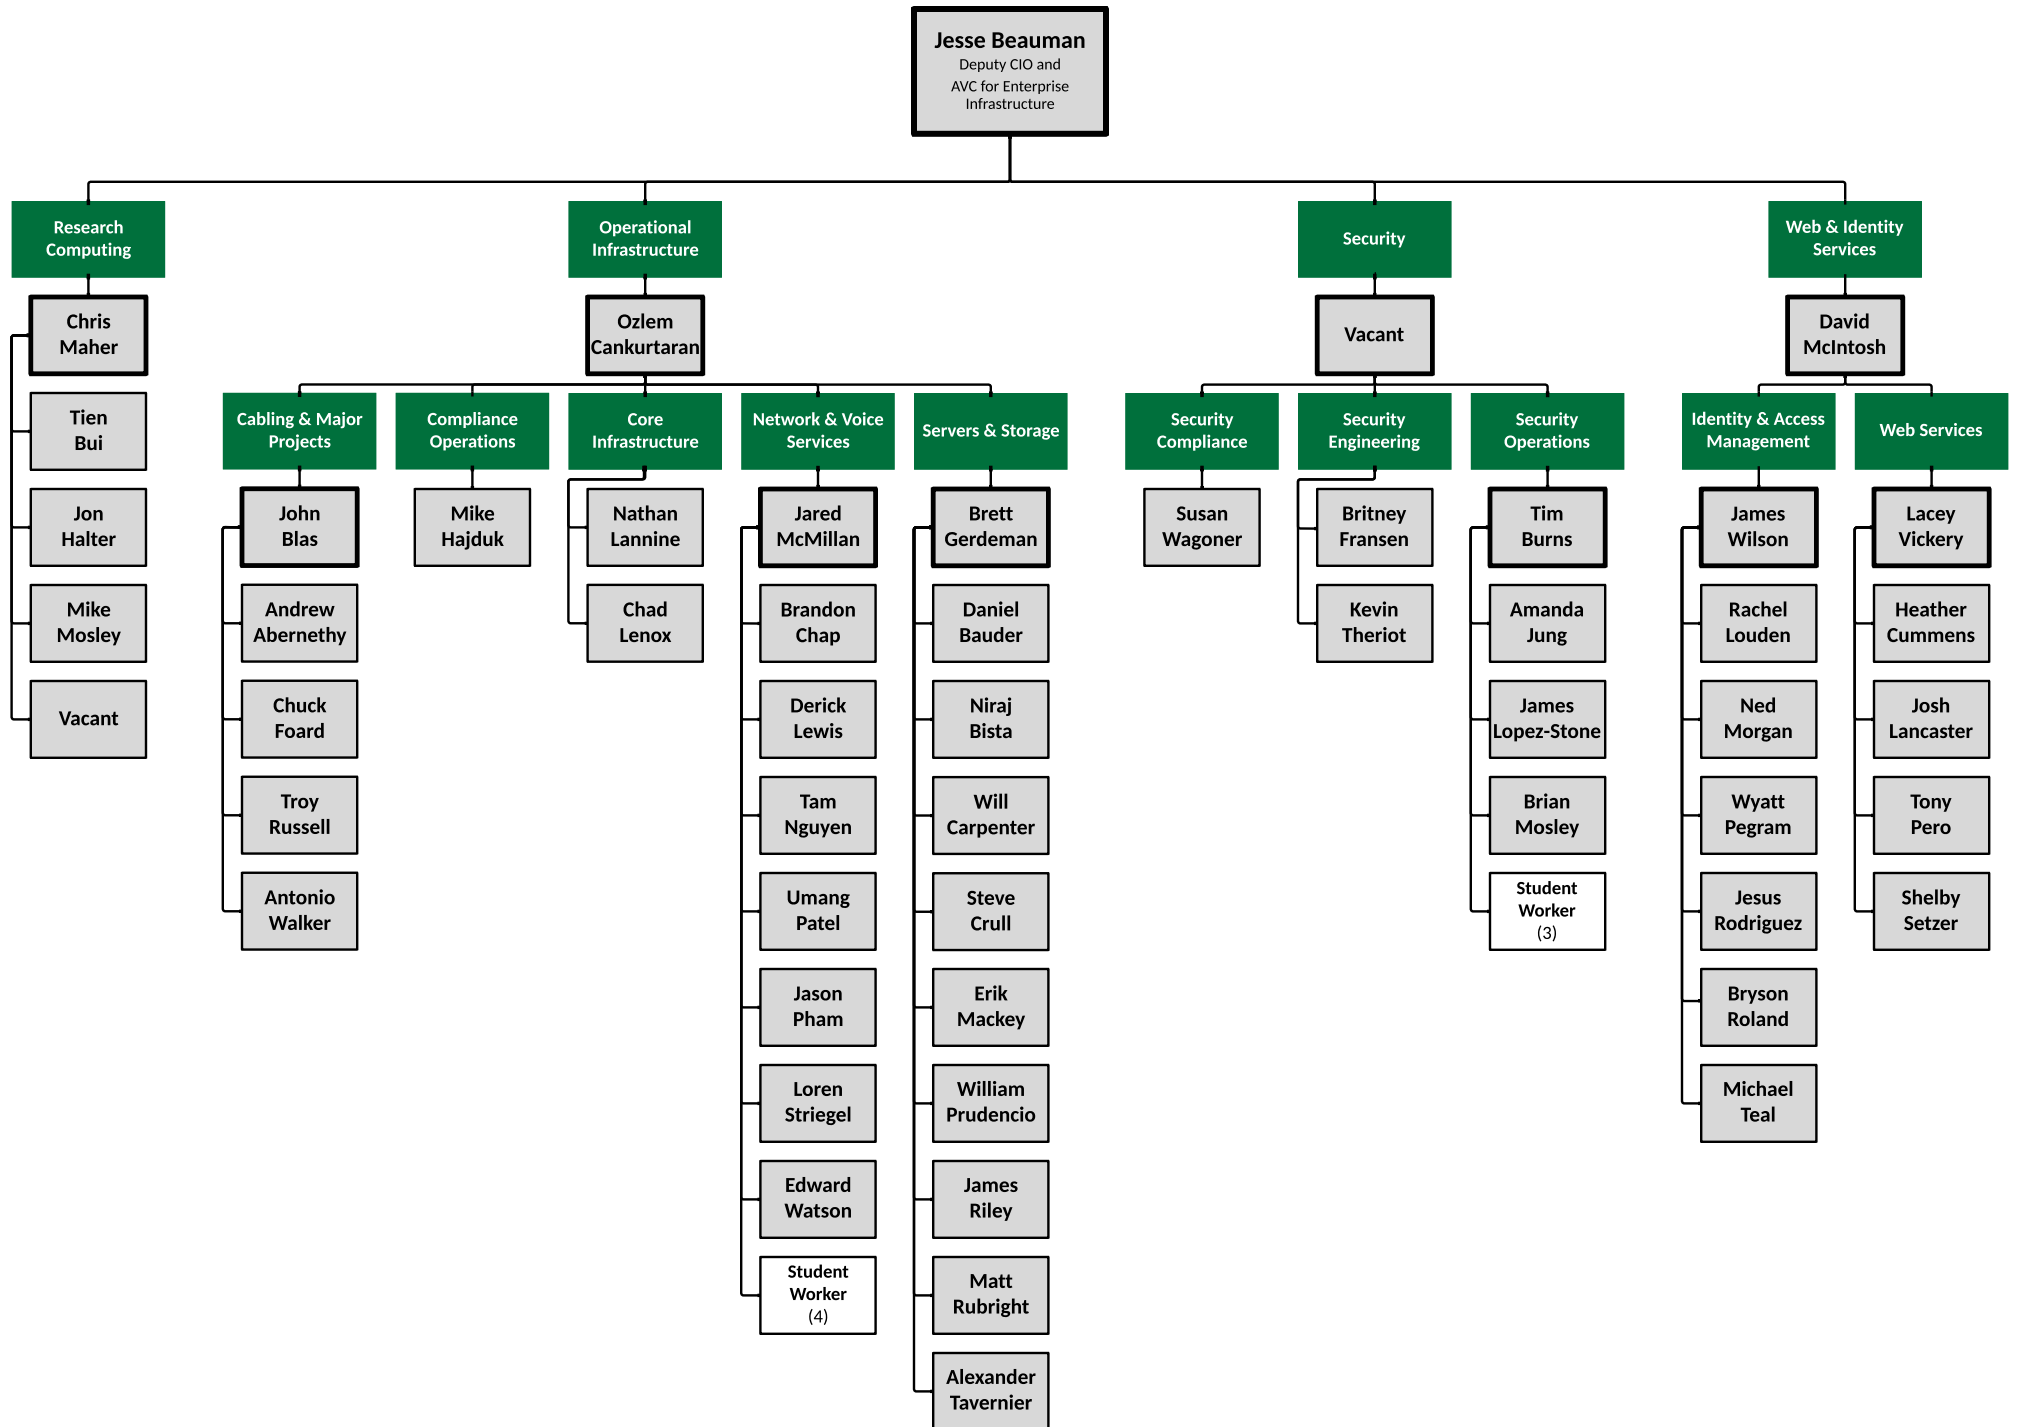 Jesse Beauman
Deputy CIO and
AVC for Enterprise
Infrastructure
Research
Computing
Operational
Infrastructure
Security
Web & Identity
Services
Chris
Maher
Ozlem
Cankurtaran
Vacant
David
McIntosh
Tien
Bui
Jon
Halter
Mike
Mosley
Vacant
Cabling & Major
Projects
John
Blas
Andrew
Abernethy
Chuck
Foard
Troy
Russell
Antonio
Walker
Compliance
Operations
Mike
Hajduk
Core
Infrastructure
Nathan
Lannine
Chad
Lenox
Network & Voice
Services
Jared
McMillan
Brandon
Chap
Derick
Lewis
Tam
Nguyen
Umang
Patel
Jason
Pham
Loren
Striegel
Edward
Watson
Student
Worker
(4)
Servers & Storage
Brett
Gerdeman
Daniel
Bauder
Niraj
Bista
Will
Carpenter
Steve
Crull
Erik
Mackey
William
Prudencio
James
Riley
Matt
Rubright
Alexander
Tavernier
Security
Compliance
Susan
Wagoner
Security
Engineering
Britney
Fransen
Kevin
Theriot
Security
Operations
Tim
Burns
Amanda
Jung
James
Lopez-Stone
Brian
Mosley
Student
Worker
(3)
Identity & Access
Management
James
Wilson
Rachel
Louden
Ned
Morgan
Wyatt
Pegram
Jesus
Rodriguez
Bryson
Roland
Michael
Teal
Web Services
Lacey
Vickery
Heather
Cummens
Josh
Lancaster
Tony
Pero
Shelby
Setzer